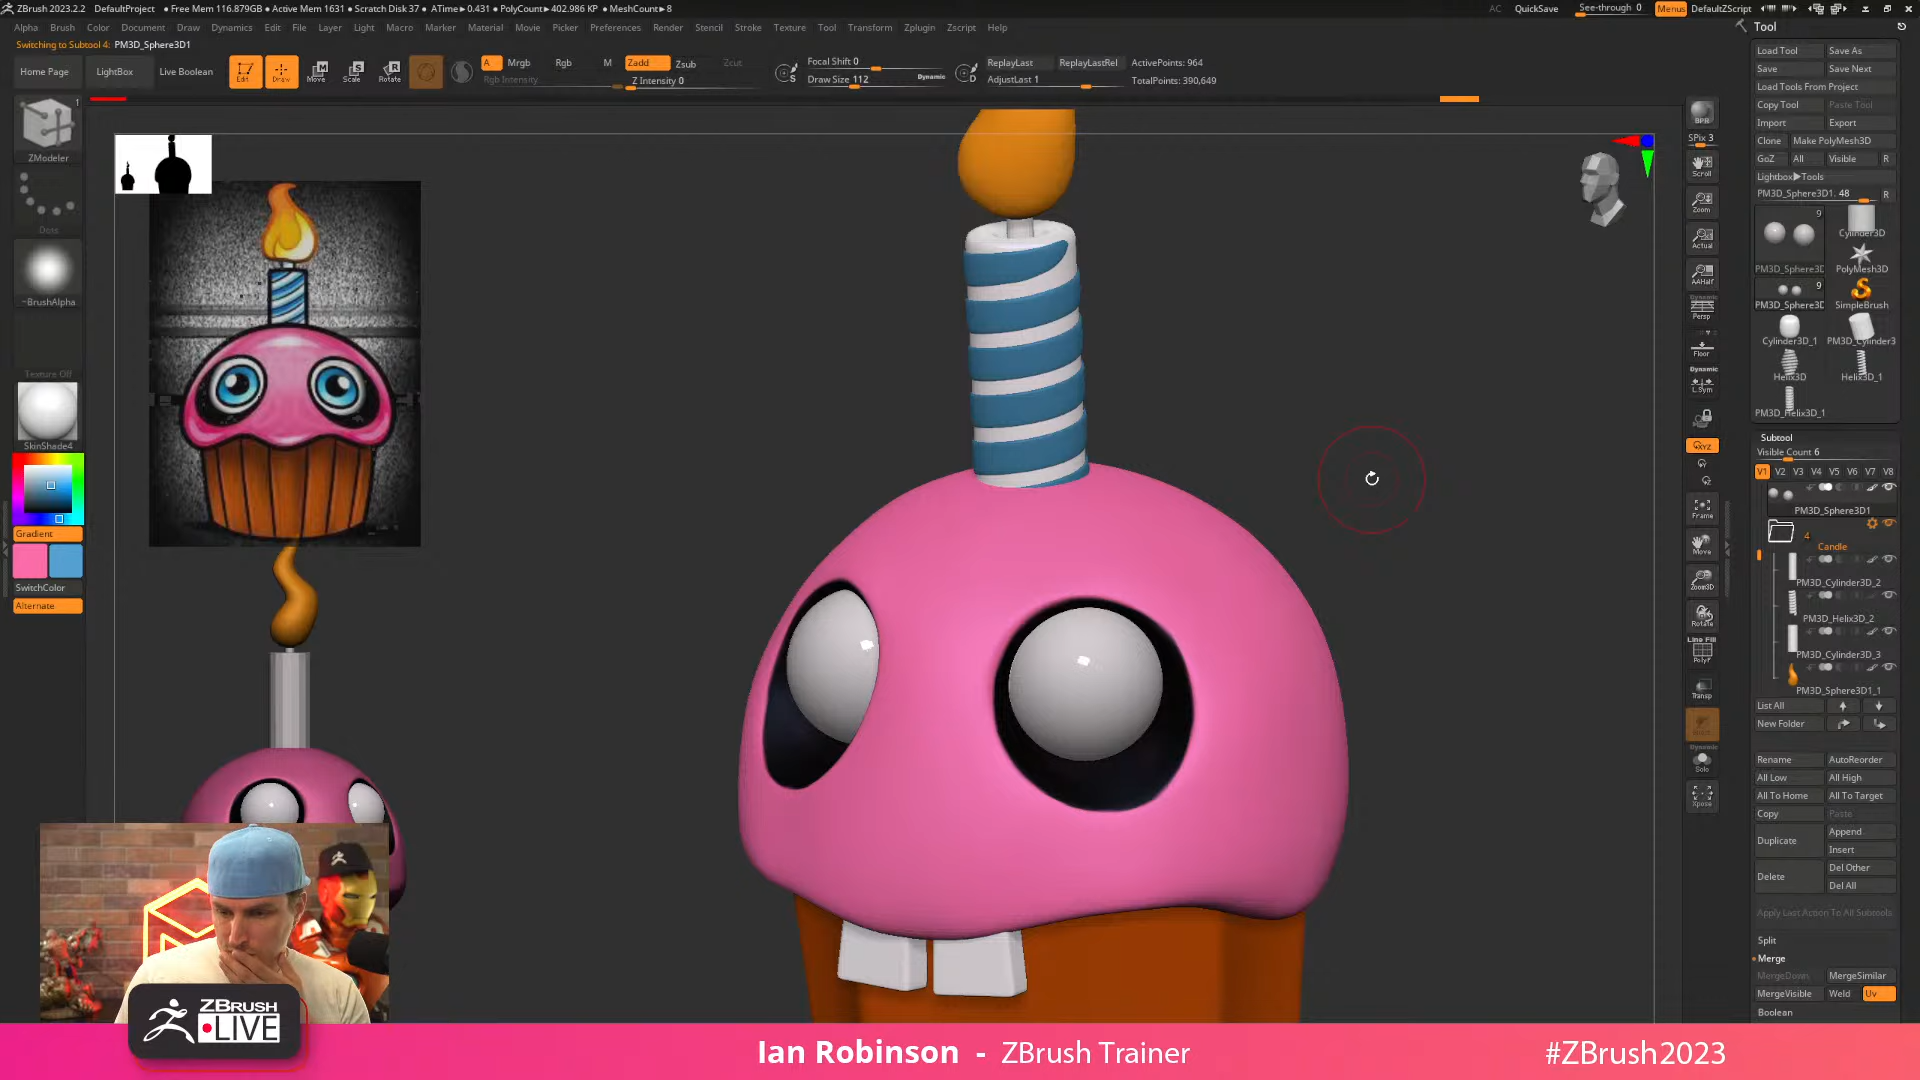 ZBrush 2023.2.2 DefaultProject • Free Mem 116.879GB • Active Mem 1631 • Scratch Disk 37 • ATime▸0.431 • PolyCount▸402.986 KP • MeshCount▸8 AC QuickSave See-through 0 Menus DefaultZScript
Alpha Brush Color Document Draw Dynamics Edit File Layer Light Macro Marker Material Movie Picker Preferences Render Stencil Stroke Texture Tool Transform Zplugin Zscript Help
Switching to Subtool 4: PM3D_Sphere3D1
Home Page LightBox Live Boolean Edit Draw Move Scale Rotate A Mrgb Rgb M Zadd Zsub Zcut
Rgb Intensity Z Intensity 0
Focal Shift 0
Draw Size 112 Dynamic
ReplayLast ReplayLastRel ActivePoints: 964
AdjustLast 1 TotalPoints: 390,649
1
ZModeler
Dots
~BrushAlpha
Texture Off
SkinShade4
Gradient
SwitchColor
Alternate
BPR
SPix 3
Scroll
Zoom
Actual
AAHalf
Dynamic
Persp
Floor
Dynamic
L.Sym
XYZ
Frame
Move
Zoom3D
Rotate
Line Fill
PolyF
Transp
Dynamic
Solo
Xpose
Tool
Load Tool Save As
Save Save Next
Load Tools From Project
Copy Tool Paste Tool
Import Export
Clone Make PolyMesh3D
GoZ All Visible R
Lightbox▸Tools
PM3D_Sphere3D1. 48 R
9
Cylinder3D
PM3D_Sphere3D PolyMesh3D
9
PM3D_Sphere3D SimpleBrush
Cylinder3D_1 PM3D_Cylinder3
Helix3D Helix3D_1
PM3D_Helix3D_1
Subtool
Visible Count 6
V1 V2 V3 V4 V5 V6 V7 V8
PM3D_Sphere3D1
4
Candle
PM3D_Cylinder3D_2
PM3D_Helix3D_2
PM3D_Cylinder3D_3
PM3D_Sphere3D1_1
List All
New Folder
Rename AutoReorder
All Low All High
All To Home All To Target
Copy Paste
Duplicate Append
Insert
Delete Del Other
Del All
Apply Last Action To All Subtools
Split
Merge
MergeDown MergeSimilar
MergeVisible Weld Uv
Boolean
ZBRUSH
LIVE
Ian Robinson - ZBrush Trainer
#ZBrush2023